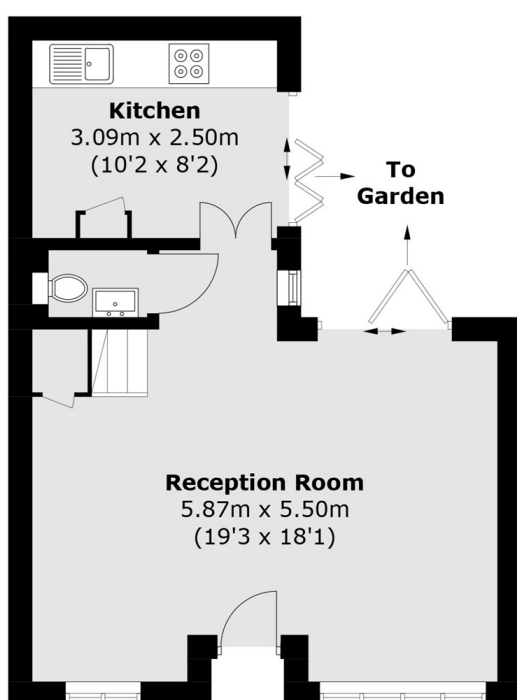 Kitchen
3.09m x 2.50m
(10'2 x 8'2)
To
Garden
Reception Room
5.87m x 5.50m
(19'3 x 18'1)